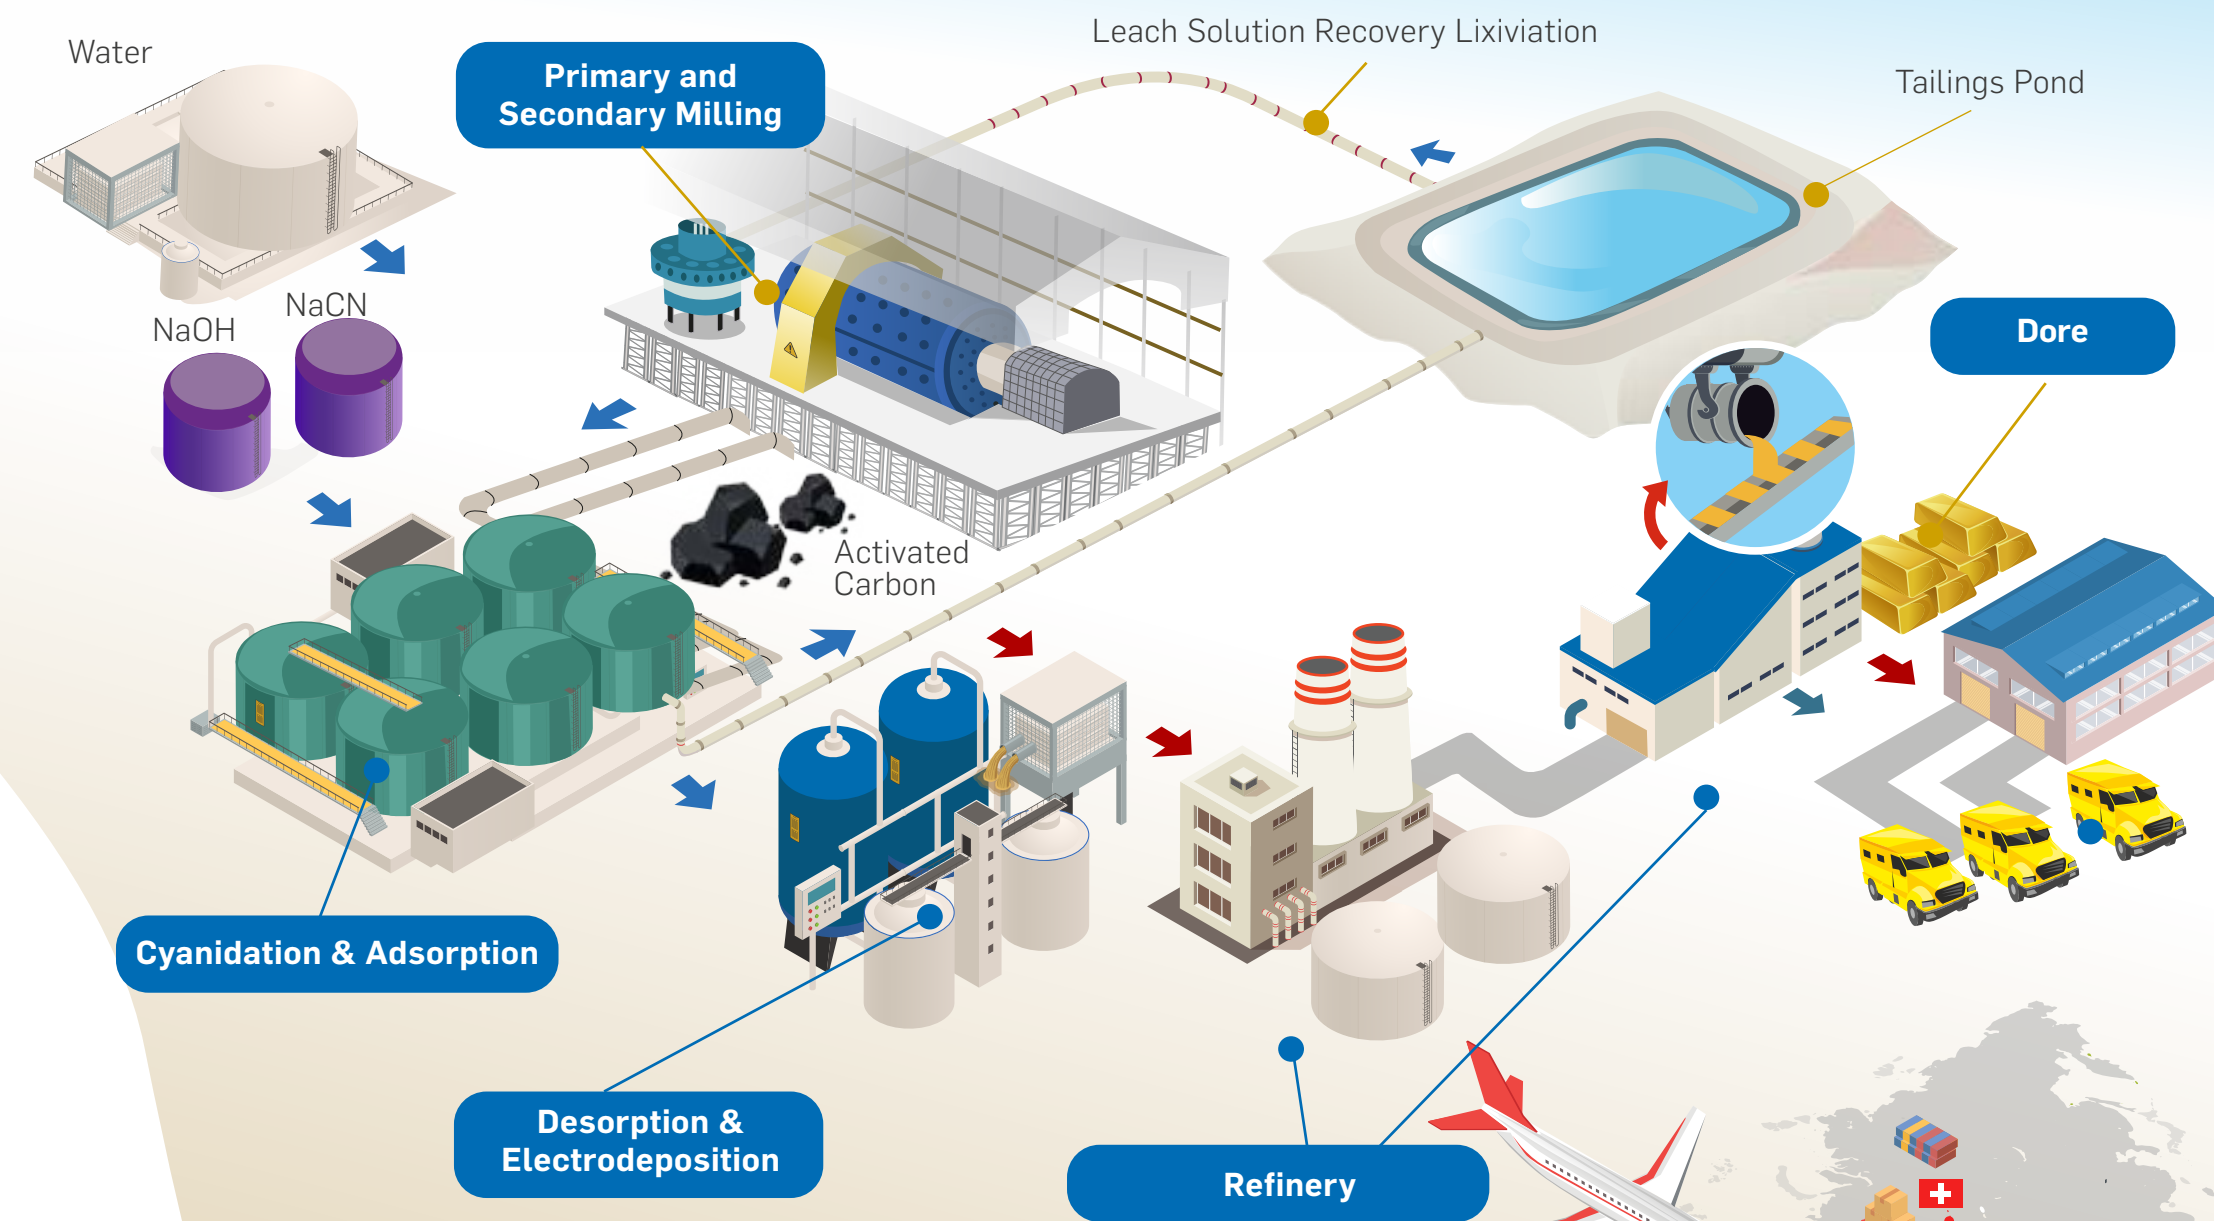 Leach Solution Recovery Lixiviation
Water
Primary and
Secondary Milling
Tailings Pond
NaCN
NaOH
Dore
Activated
Carbon
Cyanidation & Adsorption
Desorption &
Electrodeposition
Refinery